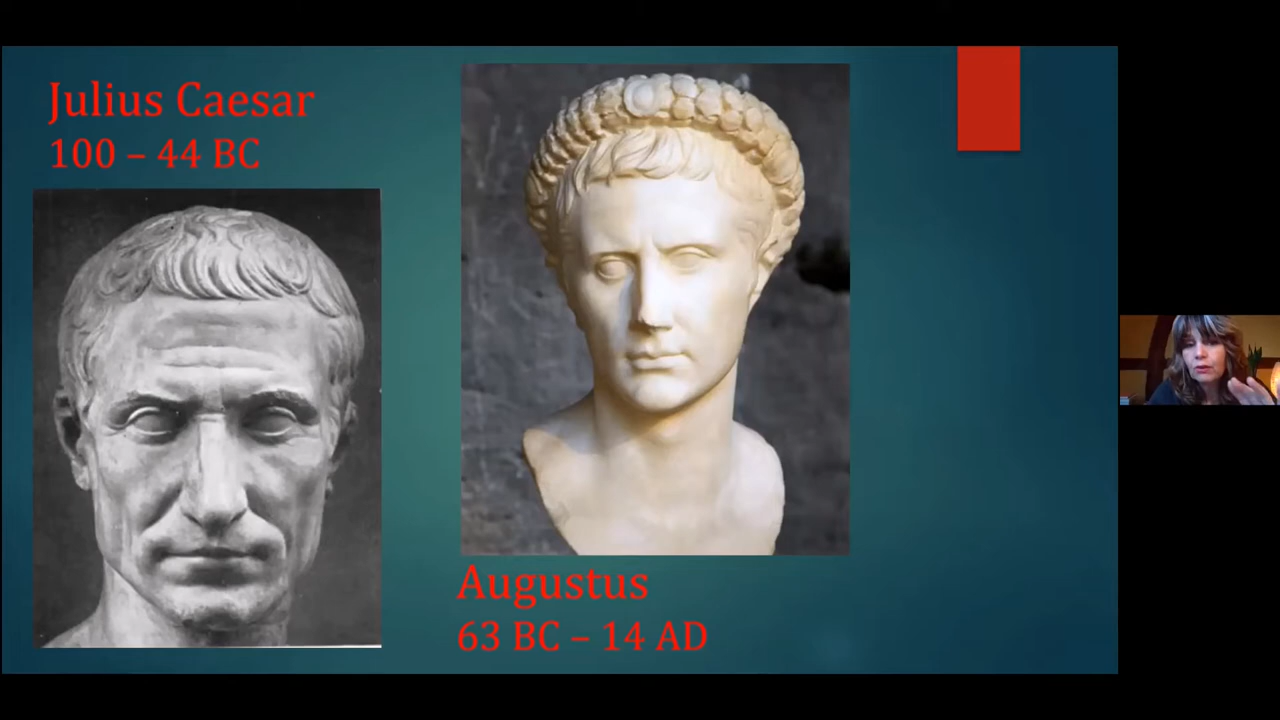 Julius Caesar
100 – 44 BC
Augustus
63 BC – 14 AD